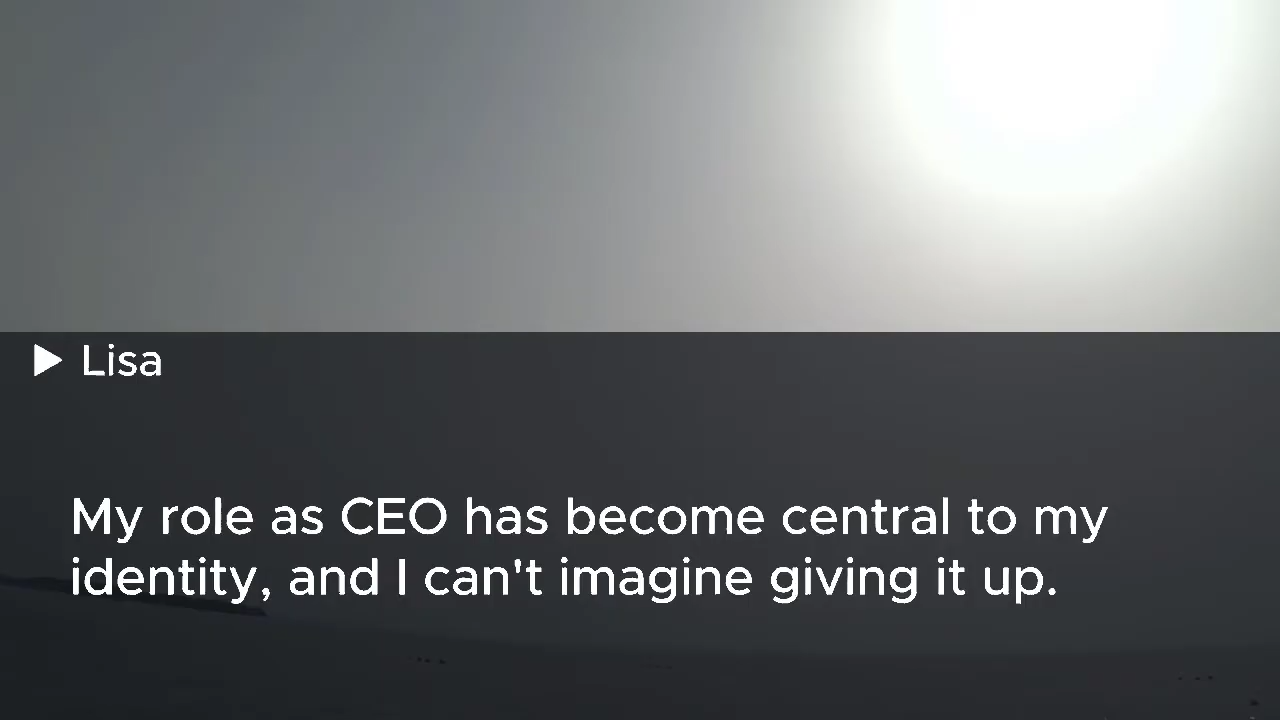 Lisa
My role as CEO has become central to my
identity, and I can't imagine giving it up.